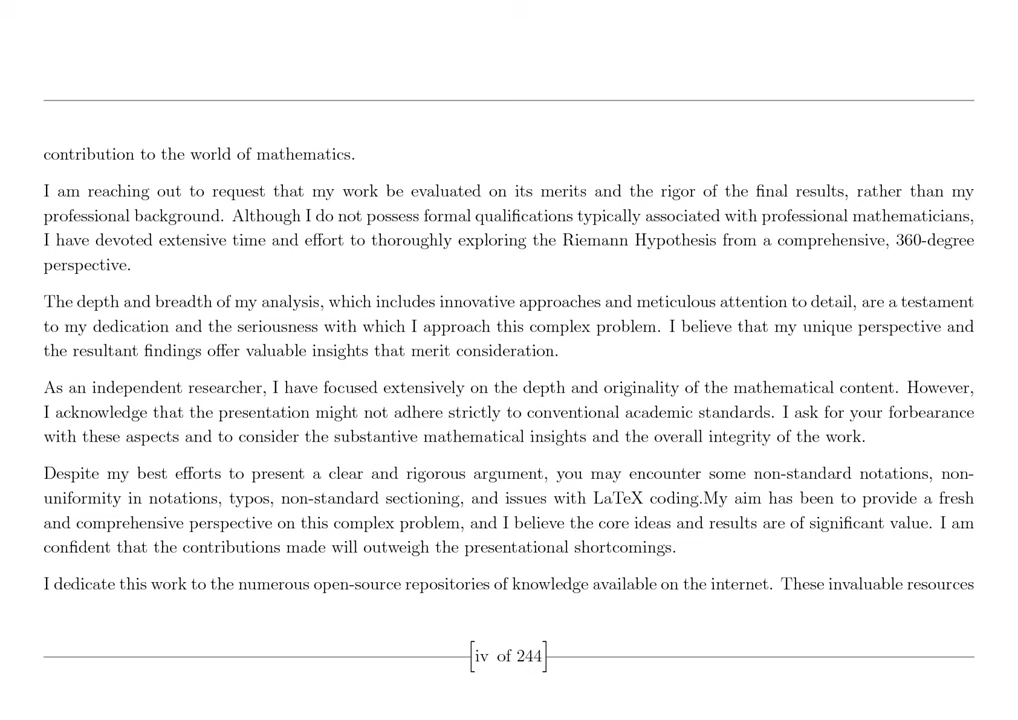 contribution to the world of mathematics.
I am reaching out to request that my work be evaluated on its merits and the rigor of the final results, rather than my
professional background. Although I do not possess formal qualifications typically associated with professional mathematicians,
I have devoted extensive time and effort to thoroughly exploring the Riemann Hypothesis from a comprehensive, 360-degree
perspective.
The depth and breadth of my analysis, which includes innovative approaches and meticulous attention to detail, are a testament
to my dedication and the seriousness with which I approach this complex problem. I believe that my unique perspective and
the resultant findings offer valuable insights that merit consideration.
As an independent researcher, I have focused extensively on the depth and originality of the mathematical content. However,
I acknowledge that the presentation might not adhere strictly to conventional academic standards. I ask for your forbearance
with these aspects and to consider the substantive mathematical insights and the overall integrity of the work.
Despite my best efforts to present a clear and rigorous argument, you may encounter some non-standard notations, non-
uniformity in notations, typos, non-standard sectioning, and issues with LaTeX coding.My aim has been to provide a fresh
and comprehensive perspective on this complex problem, and I believe the core ideas and results are of significant value. I am
confident that the contributions made will outweigh the presentational shortcomings.
I dedicate this work to the numerous open-source repositories of knowledge available on the internet. These invaluable resources
[iv of 244]